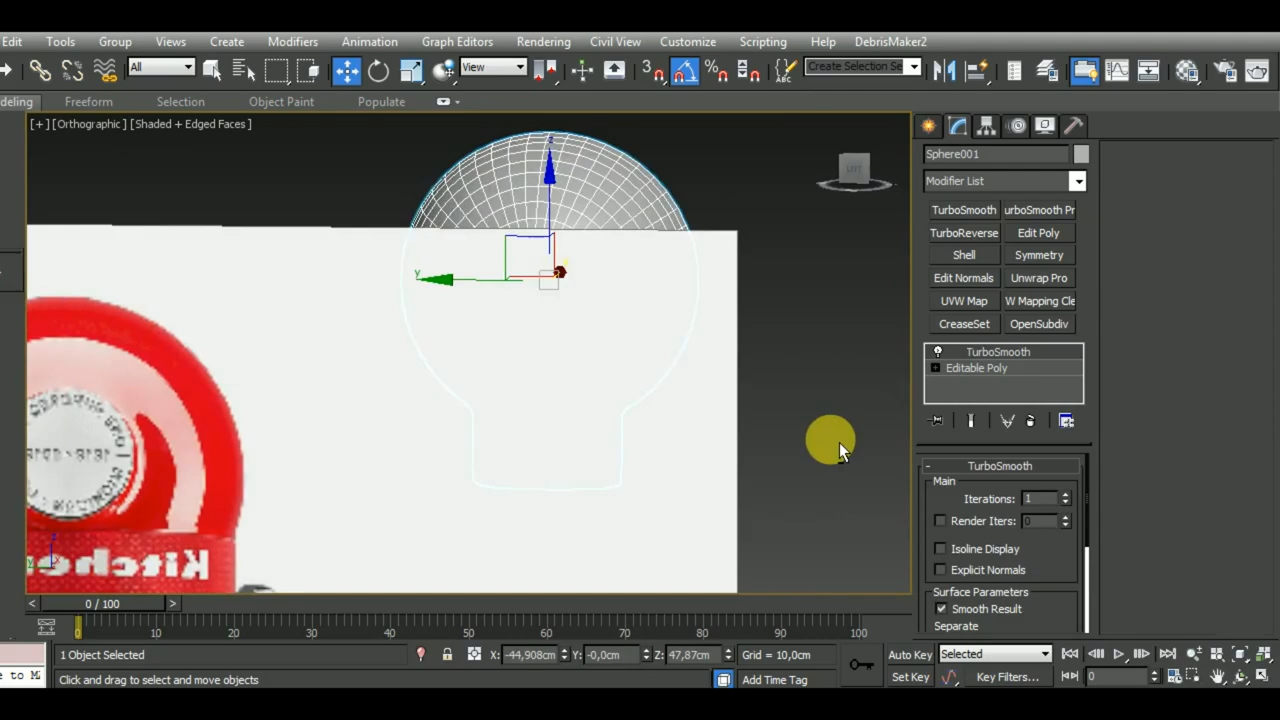 Edit Tools Group Views Create Modifiers Animation Graph Editors Rendering Civil View Customize Scripting Help DebrisMaker2
All View 3 % ABC Create Selection Se
deling Freeform Selection Object Paint Populate
[+] [Orthographic] [Shaded + Edged Faces]
Sphere001
Modifier List
TurboSmooth urboSmooth Pr
TurboReverse Edit Poly
Shell Symmetry
Edit Normals Unwrap Pro
UVW Map W Mapping Cle
CreaseSet OpenSubdiv
TurboSmooth
Editable Poly
TurboSmooth
Main
Iterations: 1
Render Iters: 0
Isoline Display
Explicit Normals
Surface Parameters
Smooth Result
Separate
z
y
Kitche
z
y
0 / 100
0 10 20 30 40 50 60 70 80 90 100
1 Object Selected X: -44,908cm Y: -0,0cm Z: 47,87cm Grid = 10,0cm Auto Key Selected
e to M Click and drag to select and move objects Add Time Tag Set Key Key Filters... 0